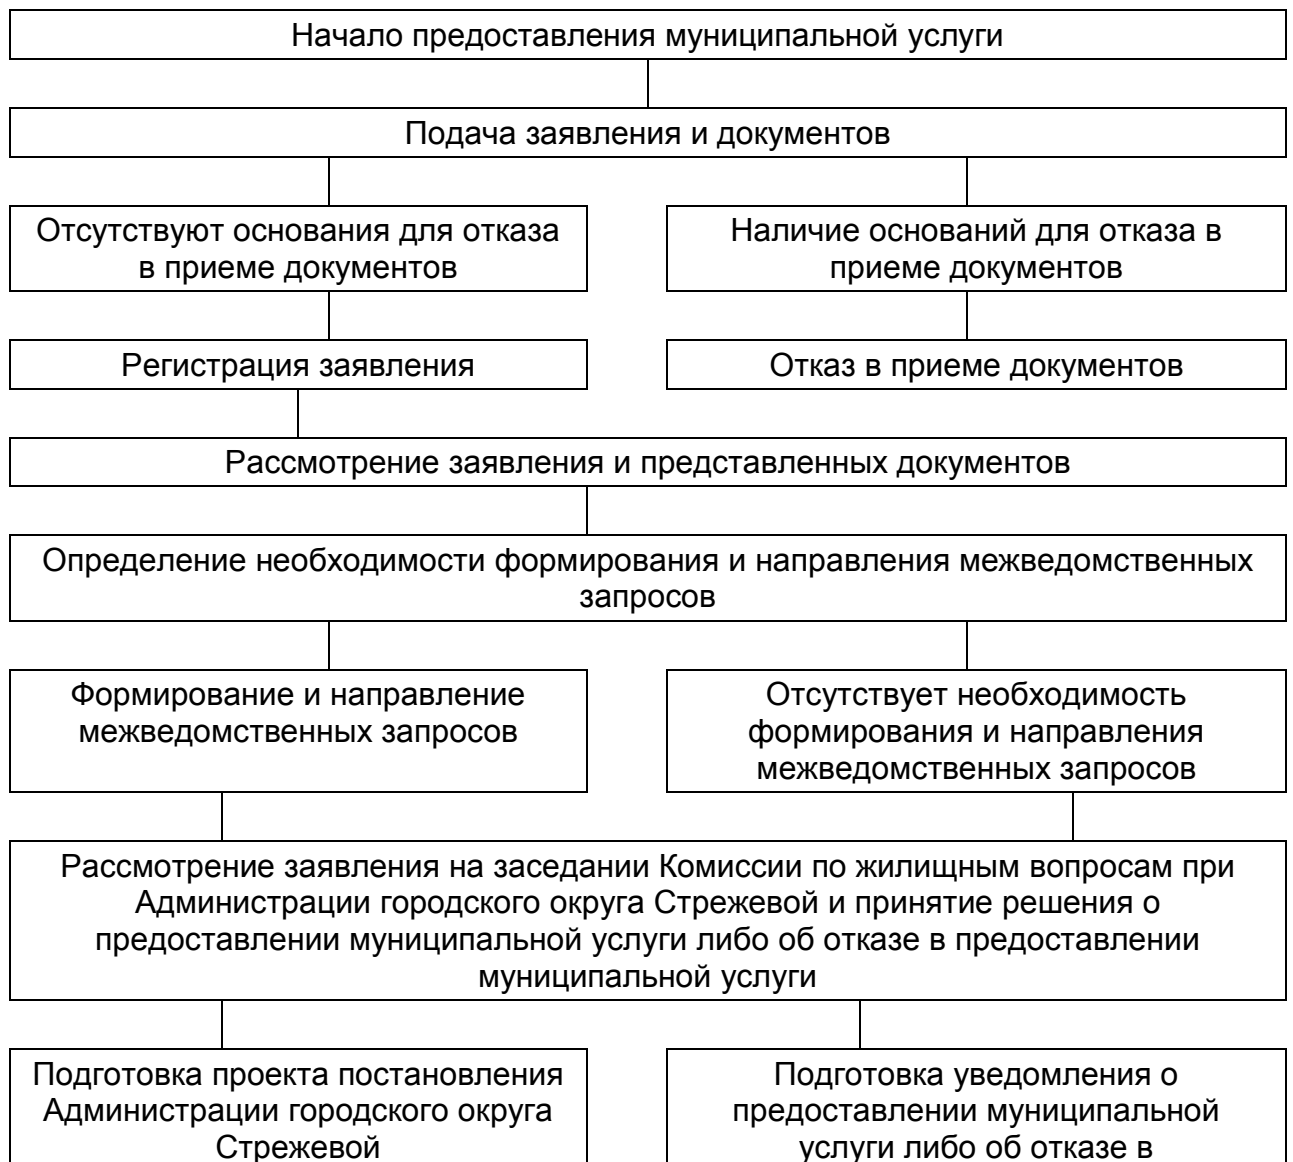 Начало предоставления муниципальной услуги
Подача заявления и документов
Отсутствуют основания для отказа
в приеме документов
Наличие оснований для отказа в
приеме документов
Регистрация заявления
Отказ в приеме документов
Рассмотрение заявления и представленных документов
Определение необходимости формирования и направления межведомственных
запросов
Формирование и направление
межведомственных запросов
Отсутствует необходимость
формирования и направления
межведомственных запросов
Рассмотрение заявления на заседании Комиссии по жилищным вопросам при
Администрации городского округа Стрежевой и принятие решения о
предоставлении муниципальной услуги либо об отказе в предоставлении
муниципальной услуги
Подготовка проекта постановления
Администрации городского округа
Стрежевой
Подготовка уведомления о
предоставлении муниципальной
услуги либо об отказе в